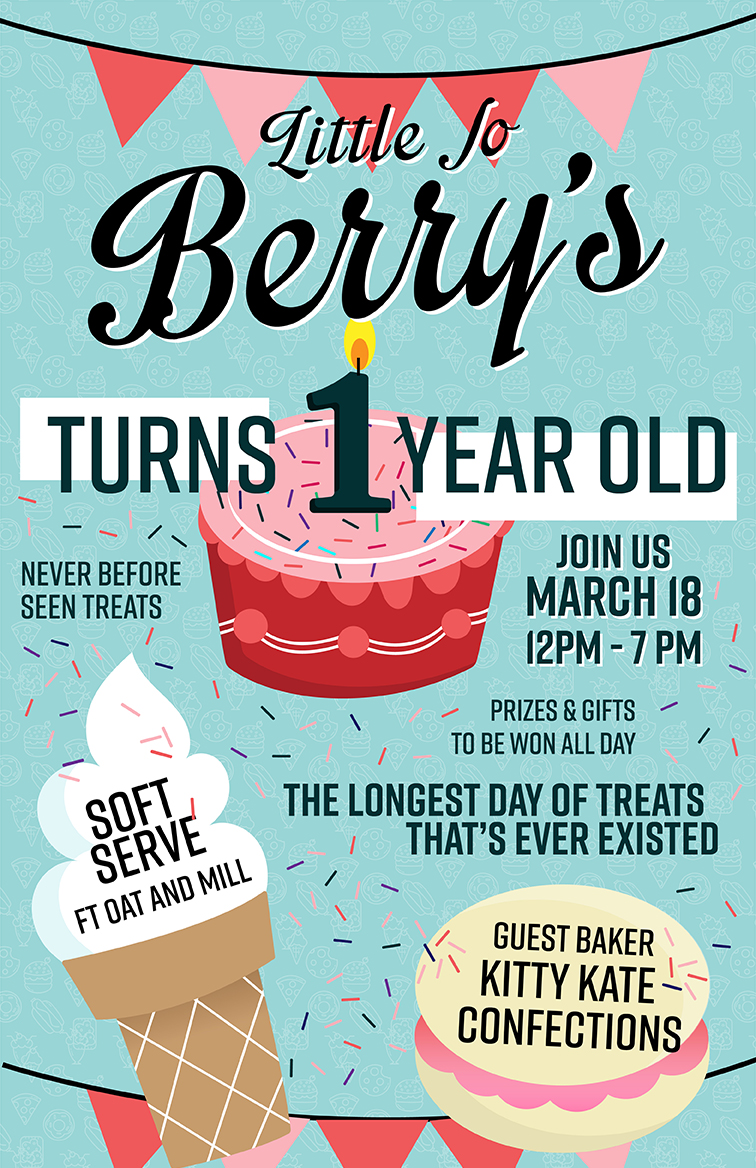 Little Jo
Berry's
TURNS 1 YEAR OLD
NEVER BEFORE
SEEN TREATS
JOIN US
MARCH 18
12PM - 7 PM
PRIZES & GIFTS
TO BE WON ALL DAY
THE LONGEST DAY OF TREATS
THAT'S EVER EXISTED
SOFT
SERVE
FT OAT AND MILL
GUEST BAKER
KITTY KATE
CONFECTIONS